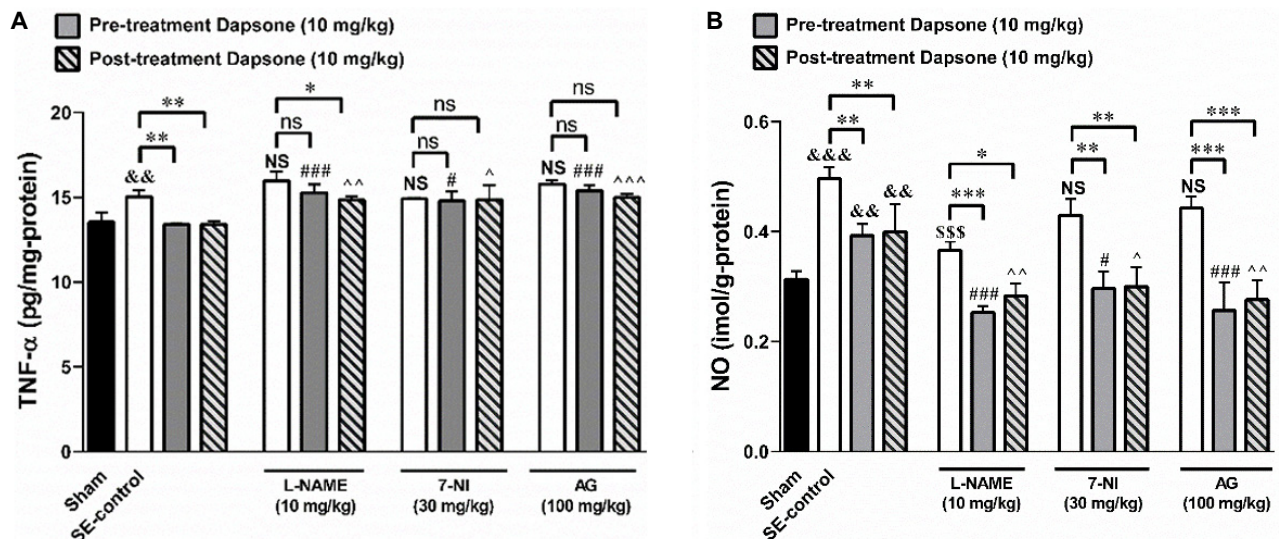 A
Pre-treatment Dapsone (10 mg/kg)
Post-treatment Dapsone (10 mg/kg)
TNF-α (pg/mg-protein)
20
15
10
5
0
&&
**
**
NS
###
^^
ns
*
NS
#
^
ns
ns
NS
###
^^^
ns
ns
Sham
SE-control
L-NAME
(10 mg/kg)
7-NI
(30 mg/kg)
AG
(100 mg/kg)
B
Pre-treatment Dapsone (10 mg/kg)
Post-treatment Dapsone (10 mg/kg)
NO (imol/g-protein)
0.6
0.4
0.2
0.0
&&&
**
**
&&
&&
$$$
***
*
###
^^
NS
**
**
#
^
NS
***
***
###
^^
Sham
SE-control
L-NAME
(10 mg/kg)
7-NI
(30 mg/kg)
AG
(100 mg/kg)